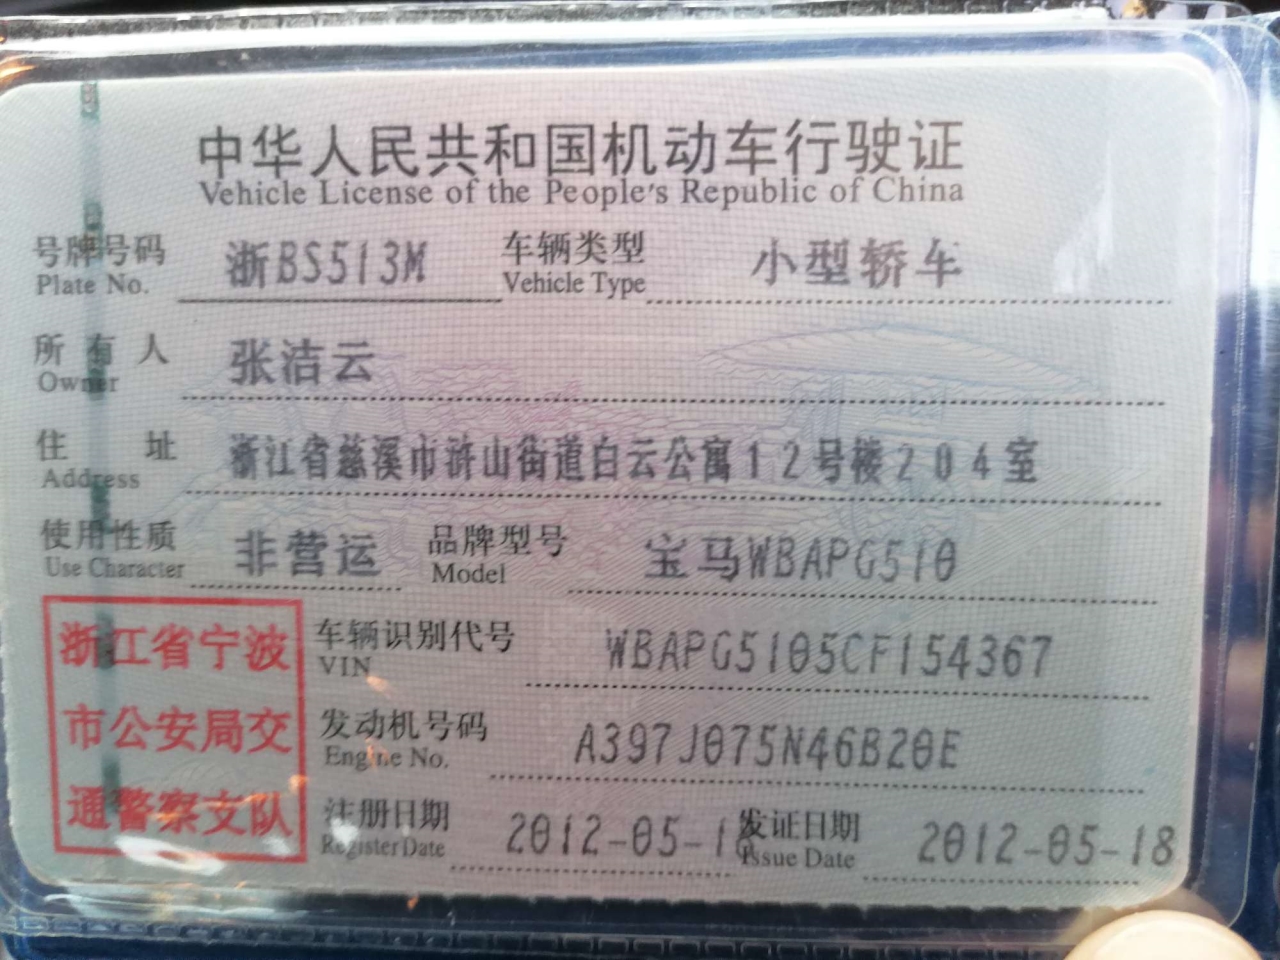 中华人民共和国机动车行驶证
Vehicle License of the People's Republic of China
号牌号码 浙BS513M 车辆类型 小型轿车
Plate No. Vehicle Type
所有人 张洁云
Owner
住址 浙江省慈溪市浒山街道白云公寓12号楼204室
Address
使用性质 非营运 品牌型号 宝马WBAPG510
Use Character Model
浙江省宁波
市公安局交
通警察支队
车辆识别代号 WBAPG5105CF154367
VIN
发动机号码 A397J075N46B20E
Engine No.
注册日期 2012-05-18 发证日期 2012-05-18
Register Date Issue Date